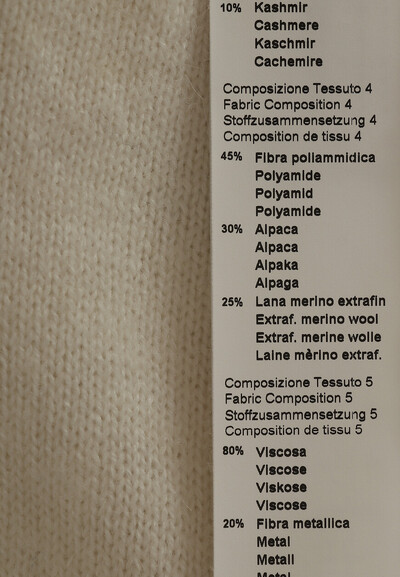 10% Kashmir
Cashmere
Kaschmir
Cachemire
Composizione Tessuto 4
Fabric Composition 4
Stoffzusammensetzung 4
Composition de tissu 4
45% Fibra poliammidica
Polyamide
Polyamid
Polyamide
30% Alpaca
Alpaca
Alpaka
Alpaga
25% Lana merino extrafin
Extraf. merino wool
Extraf. merine wolle
Laine mèrino extraf.
Composizione Tessuto 5
Fabric Composition 5
Stoffzusammensetzung 5
Composition de tissu 5
80% Viscosa
Viscose
Viskose
Viscose
20% Fibra metallica
Metal
Metall
Metal